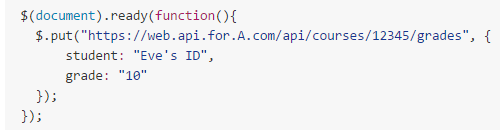 $(document).ready(function(){
  $.put("https://web.api.for.A.com/api/courses/12345/grades", {
      student: "Eve's ID",
      grade: "10"
  });
});